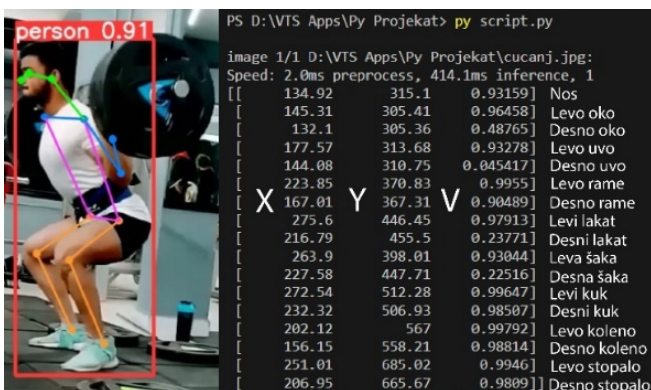 person 0.91
PS D:\VTS Apps\Py Projekat> py script.py
image 1/1 D:\VTS Apps\Py Projekat\cucanj.jpg:
Speed: 2.0ms preprocess, 414.1ms inference, 1
[[ 134.92 315.1 0.93159] Nos
[ 145.31 305.41 0.96458] Levo oko
[ 132.1 305.36 0.48765] Desno oko
[ 177.57 313.68 0.93278] Levo uvo
[ 144.08 310.75 0.045417] Desno uvo
[ 223.85 370.83 0.9955] Levo rame
[ X 167.01 Y 367.31 V 0.90489] Desno rame
[ 275.6 446.45 0.97913] Levi lakat
[ 216.79 455.5 0.23771] Desni lakat
[ 263.9 398.01 0.93044] Leva šaka
[ 227.58 447.71 0.22516] Desna šaka
[ 272.54 512.28 0.99647] Levi kuk
[ 232.32 506.93 0.98507] Desni kuk
[ 202.12 567 0.99792] Levo koleno
[ 156.15 558.21 0.98814] Desno koleno
[ 251.01 685.02 0.9946] Levo stopalo
[ 206.95 665.67 0.9809]] Desno stopalo